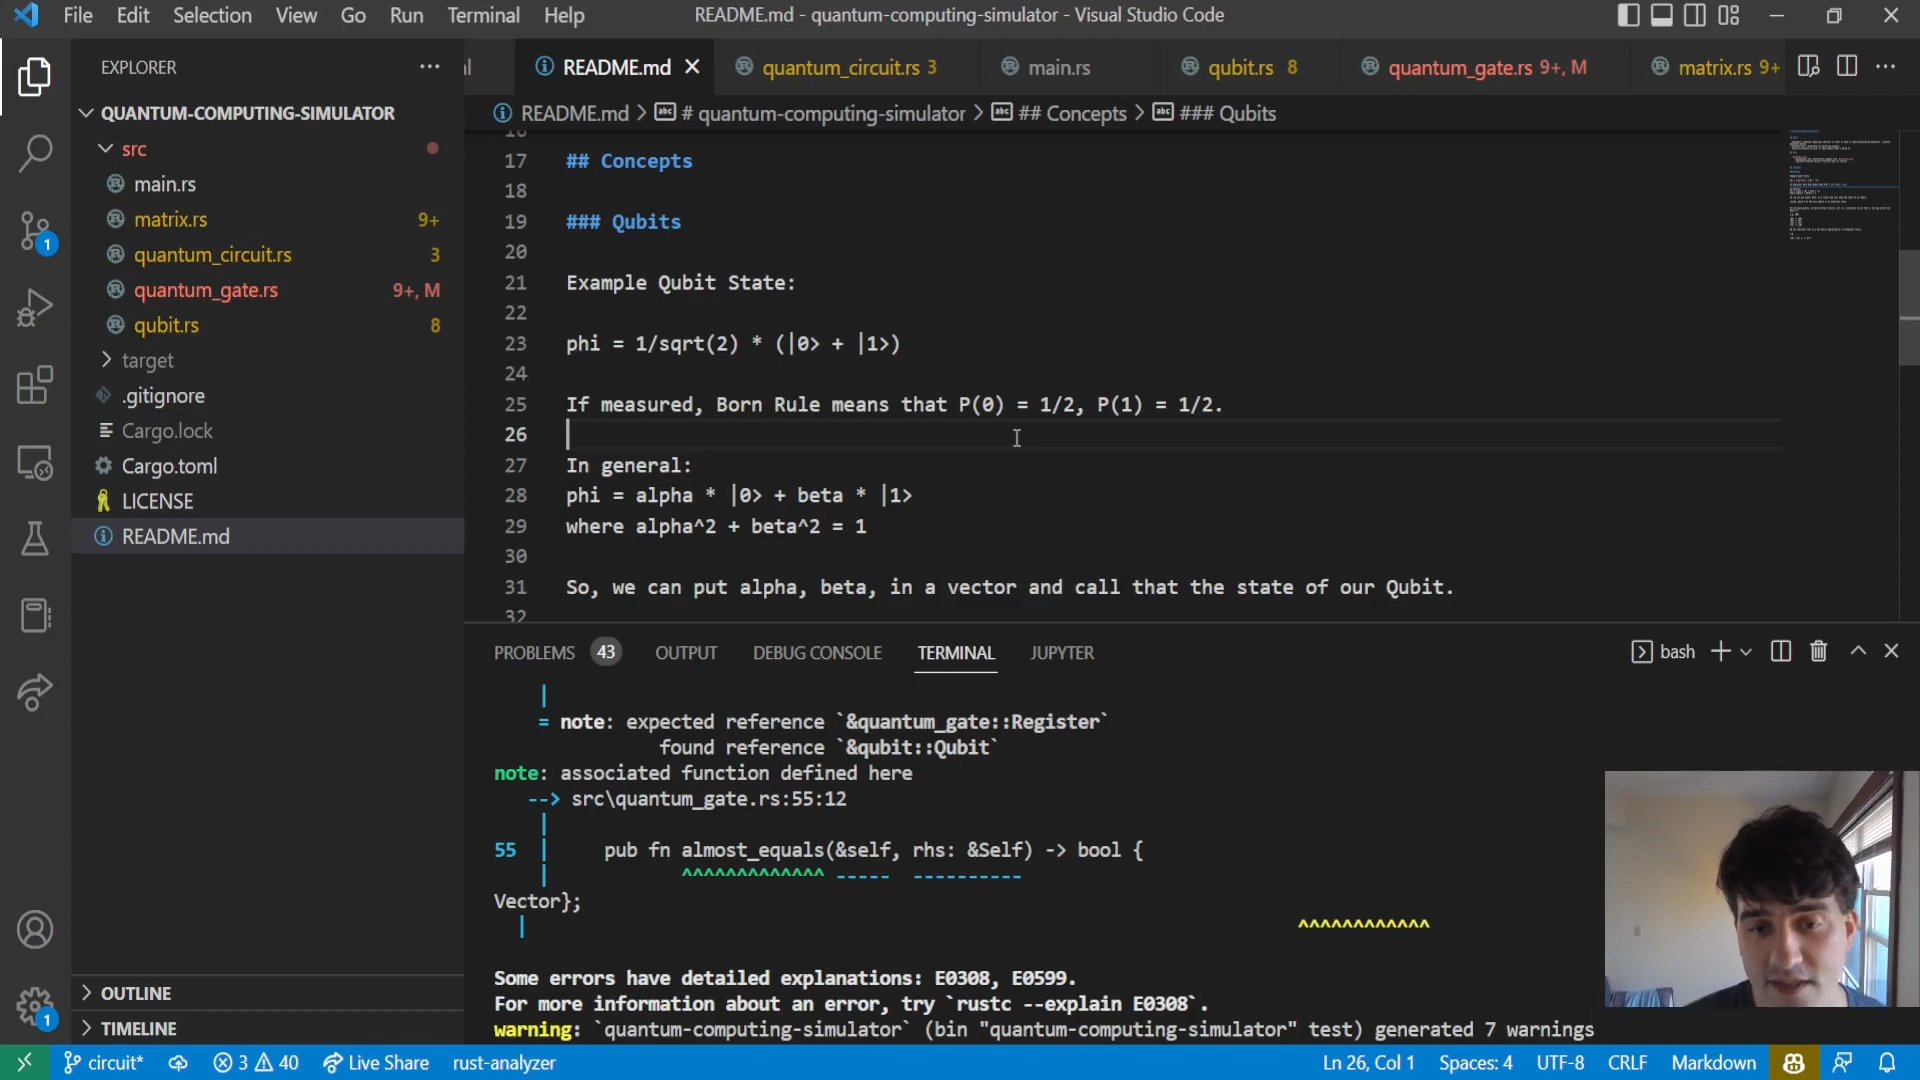 File Edit Selection View Go Run Terminal Help
README.md - quantum-computing-simulator - Visual Studio Code
EXPLORER
QUANTUM-COMPUTING-SIMULATOR
src
main.rs
matrix.rs 9+
quantum_circuit.rs 3
quantum_gate.rs 9+, M
qubit.rs 8
target
.gitignore
Cargo.lock
Cargo.toml
LICENSE
README.md
OUTLINE
TIMELINE
README.md quantum_circuit.rs 3 main.rs qubit.rs 8 quantum_gate.rs 9+, M matrix.rs 9+
README.md > # quantum-computing-simulator > ## Concepts > ### Qubits
16
17 ## Concepts
18
19 ### Qubits
20
21 Example Qubit State:
22
23 phi = 1/sqrt(2) * (|0> + |1>)
24
25 If measured, Born Rule means that P(0) = 1/2, P(1) = 1/2.
26
27 In general:
28 phi = alpha * |0> + beta * |1>
29 where alpha^2 + beta^2 = 1
30
31 So, we can put alpha, beta, in a vector and call that the state of our Qubit.
32
PROBLEMS 43 OUTPUT DEBUG CONSOLE TERMINAL JUPYTER
bash
|
= note: expected reference `&quantum_gate::Register`
found reference `&qubit::Qubit`
note: associated function defined here
--> src\quantum_gate.rs:55:12
|
55 | pub fn almost_equals(&self, rhs: &Self) -> bool {
| ^^^^^^^^^^^^^ ----- ----------
Vector};
| ^^^^^^^^^^^^
Some errors have detailed explanations: E0308, E0599.
For more information about an error, try `rustc --explain E0308`.
warning: `quantum-computing-simulator` (bin "quantum-computing-simulator" test) generated 7 warnings
1
1
circuit* 3 40 Live Share rust-analyzer
Ln 26, Col 1 Spaces: 4 UTF-8 CRLF Markdown